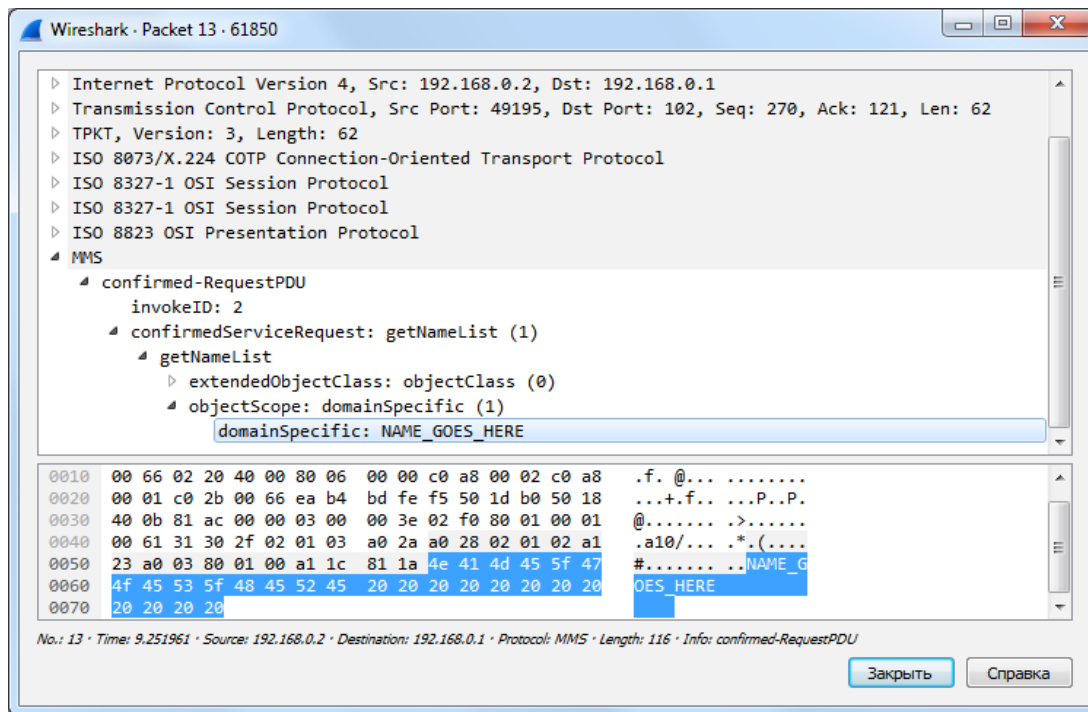 Wireshark · Packet 13 · 61850
Internet Protocol Version 4, Src: 192.168.0.2, Dst: 192.168.0.1
Transmission Control Protocol, Src Port: 49195, Dst Port: 102, Seq: 270, Ack: 121, Len: 62
TPKT, Version: 3, Length: 62
ISO 8073/X.224 COTP Connection-Oriented Transport Protocol
ISO 8327-1 OSI Session Protocol
ISO 8327-1 OSI Session Protocol
ISO 8823 OSI Presentation Protocol
MMS
confirmed-RequestPDU
invokeID: 2
confirmedServiceRequest: getNameList (1)
getNameList
extendedObjectClass: objectClass (0)
objectScope: domainSpecific (1)
domainSpecific: NAME_GOES_HERE
0010 00 66 02 20 40 00 80 06 00 00 c0 a8 00 02 c0 a8 .f. @... ........
0020 00 01 c0 2b 00 66 ea b4 bd fe f5 50 1d b0 50 18 ...+.f.. ...P..P.
0030 40 0b 81 ac 00 00 03 00 00 3e 02 f0 80 01 00 01 @....... .>......
0040 00 61 31 30 2f 02 01 03 a0 2a a0 28 02 01 02 a1 .a10/... .*.(....
0050 23 a0 03 80 01 00 a1 1c 81 1a 4e 41 4d 45 5f 47 #....... ..NAME_G
0060 4f 45 53 5f 48 45 52 45 20 20 20 20 20 20 20 20 OES_HERE
0070 20 20 20 20
No.: 13 · Time: 9.251961 · Source: 192.168.0.2 · Destination: 192.168.0.1 · Protocol: MMS · Length: 116 · Info: confirmed-RequestPDU
Закрыть Справка